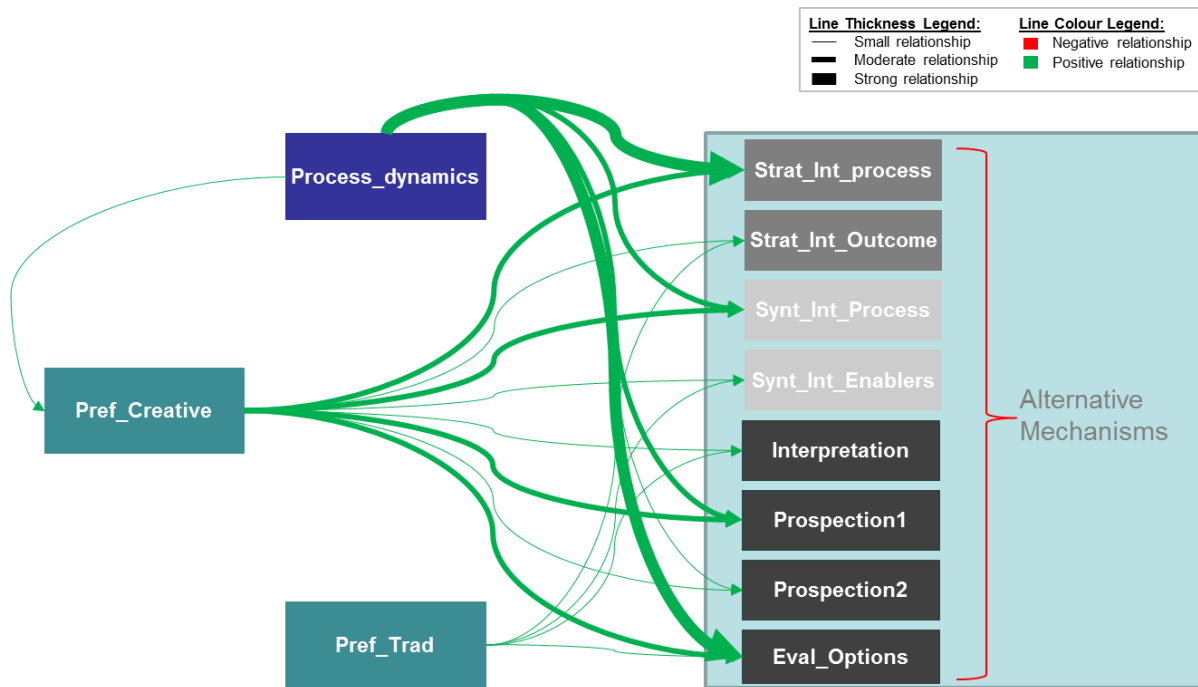 Line Thickness Legend:
Small relationship
Moderate relationship
Strong relationship
Line Colour Legend:
Negative relationship
Positive relationship
Process_dynamics
Pref_Creative
Pref_Trad
Strat_Int_process
Strat_Int_Outcome
Synt_Int_Process
Synt_Int_Enablers
Interpretation
Prospection1
Prospection2
Eval_Options
Alternative
Mechanisms